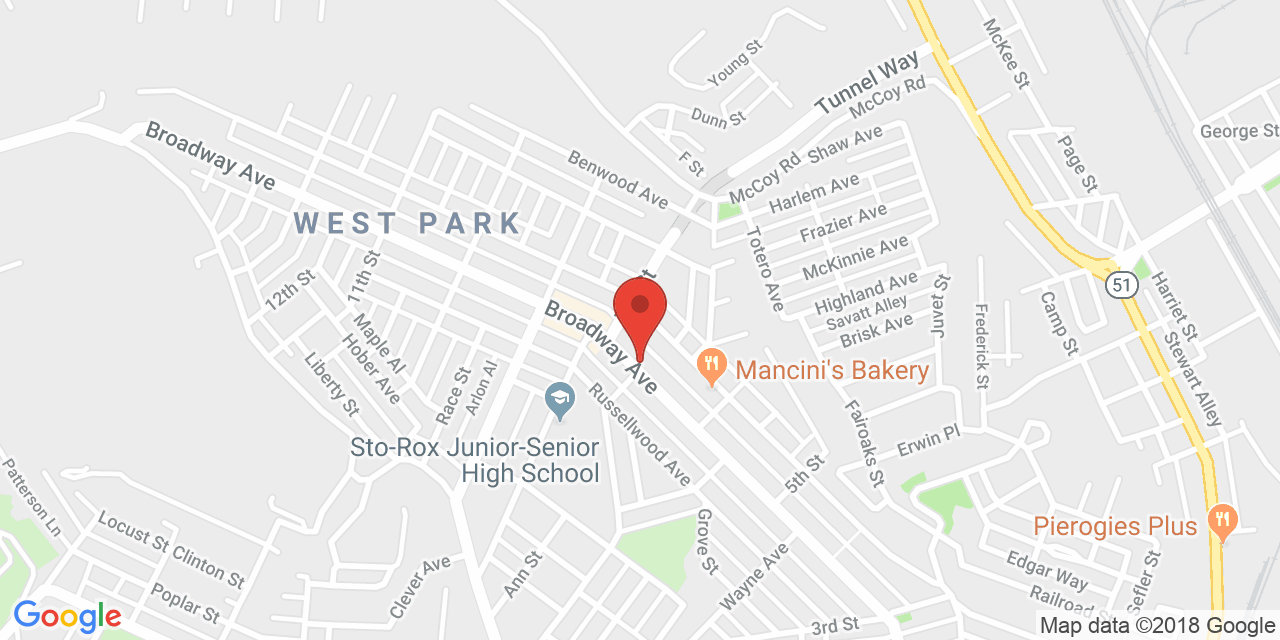 McKee St
Young St
Tunnel Way
McCoy Rd
Dunn St
George St
Broadway Ave
Shaw Ave
F St
Page St
Benwood Ave
McCoy Rd
Harlem Ave
WEST PARK
Frazier Ave
McKinnie Ave
Totero Ave
12th St
11th St
Highland Ave
51
Harriet St
Savatt Alley
Juvet St
Frederick St
Camp St
Brisk Ave
Broadway Ave
Stewart Alley
Maple Al
Hober Ave
Liberty St
Race St
Arlon Al
Mancini's Bakery
Russellwood Ave
Fairoaks St
Erwin Pl
Sto-Rox Junior-Senior
High School
5th St
Patterson Ln
Locust St
Clinton St
Grove St
Pierogies Plus
Ann St
Wayne Ave
Edgar Way
Clever Ave
Poplar St
Sefler St
Railroad St
3rd St
Google
Map data ©2018 Google